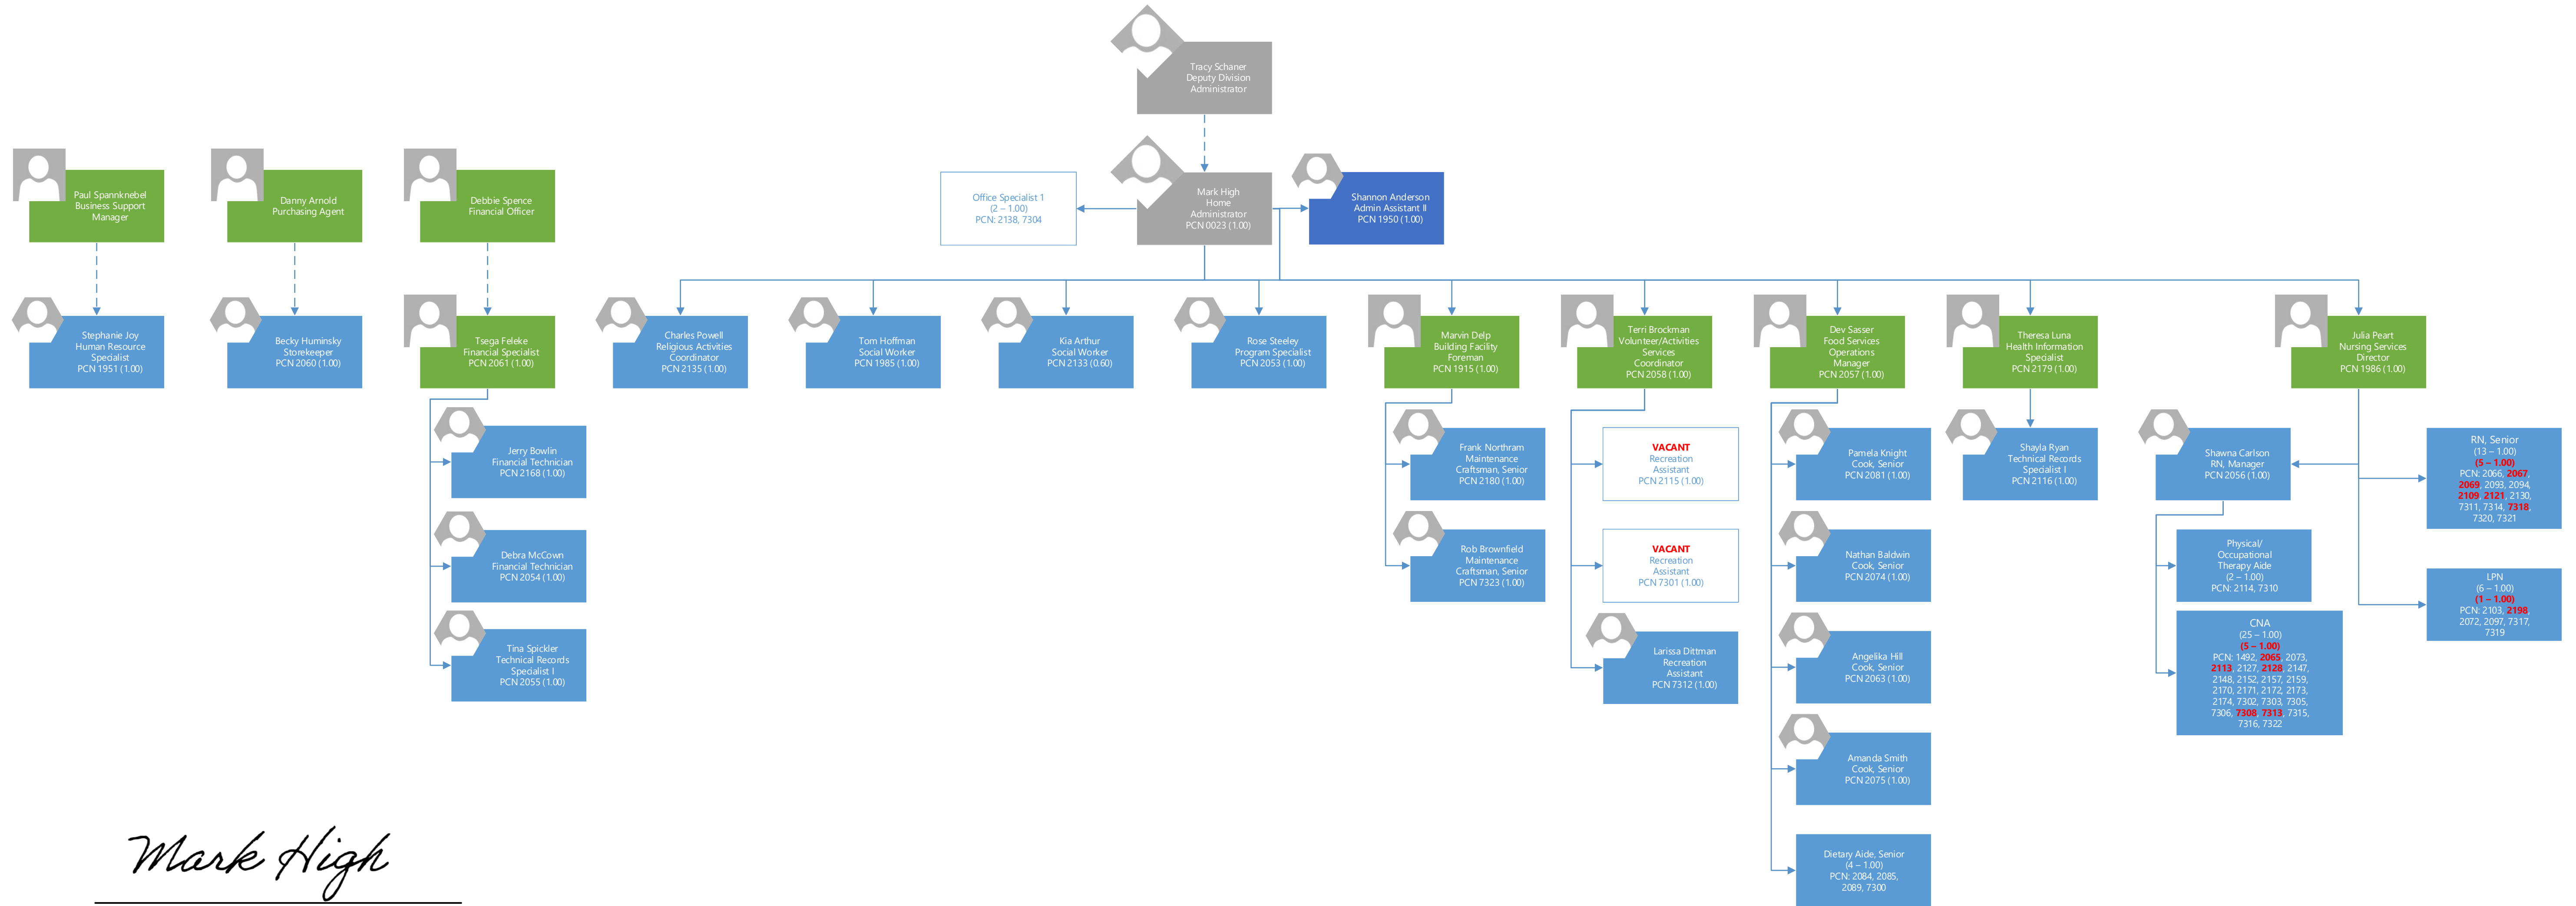 Tracy Schaner
Deputy Division
Administrator
Paul Spannknebel
Business Support
Manager
Danny Arnold
Purchasing Agent
Debbie Spence
Financial Officer
Office Specialist 1
(2 – 1.00)
PCN: 2138, 7304
Mark High
Home
Administrator
PCN 0023 (1.00)
Shannon Anderson
Admin Assistant II
PCN 1950 (1.00)
Stephanie Joy
Human Resource
Specialist
PCN 1951 (1.00)
Becky Huminsky
Storekeeper
PCN 2060 (1.00)
Tsega Feleke
Financial Specialist
PCN 2061 (1.00)
Charles Powell
Religious Activities
Coordinator
PCN 2135 (1.00)
Tom Hoffman
Social Worker
PCN 1985 (1.00)
Kia Arthur
Social Worker
PCN 2133 (0.60)
Rose Steeley
Program Specialist
PCN 2053 (1.00)
Marvin Delp
Building Facility
Foreman
PCN 1915 (1.00)
Terri Brockman
Volunteer/Activities
Services
Coordinator
PCN 2058 (1.00)
Dev Sasser
Food Services
Operations
Manager
PCN 2057 (1.00)
Theresa Luna
Health Information
Specialist
PCN 2179 (1.00)
Julia Peart
Nursing Services
Director
PCN 1986 (1.00)
Jerry Bowlin
Financial Technician
PCN 2168 (1.00)
Debra McCown
Financial Technician
PCN 2054 (1.00)
Tina Spickler
Technical Records
Specialist I
PCN 2055 (1.00)
Frank Northram
Maintenance
Craftsman, Senior
PCN 2180 (1.00)
Rob Brownfield
Maintenance
Craftsman, Senior
PCN 7323 (1.00)
VACANT
Recreation
Assistant
PCN 2115 (1.00)
VACANT
Recreation
Assistant
PCN 7301 (1.00)
Larissa Dittman
Recreation
Assistant
PCN 7312 (1.00)
Pamela Knight
Cook, Senior
PCN 2081 (1.00)
Nathan Baldwin
Cook, Senior
PCN 2074 (1.00)
Angelika Hill
Cook, Senior
PCN 2063 (1.00)
Amanda Smith
Cook, Senior
PCN 2075 (1.00)
Dietary Aide, Senior
(4 – 1.00)
PCN: 2084, 2085,
2089, 7300
Shayla Ryan
Technical Records
Specialist I
PCN 2116 (1.00)
Shawna Carlson
RN, Manager
PCN 2056 (1.00)
Physical/
Occupational
Therapy Aide
(2 – 1.00)
PCN: 2114, 7310
CNA
(25 – 1.00)
(5 – 1.00)
PCN: 1492, 2065, 2073,
2113, 2127, 2128, 2147,
2148, 2152, 2157, 2159,
2170, 2171, 2172, 2173,
2174, 7302, 7303, 7305,
7306, 7308, 7313, 7315,
7316, 7322
RN, Senior
(13 – 1.00)
(5 – 1.00)
PCN: 2066, 2067,
2069, 2093, 2094,
2109, 2121, 2130,
7311, 7314, 7318,
7320, 7321
LPN
(6 – 1.00)
(1 – 1.00)
PCN: 2103, 2198,
2072, 2097, 7317,
7319
Mark High